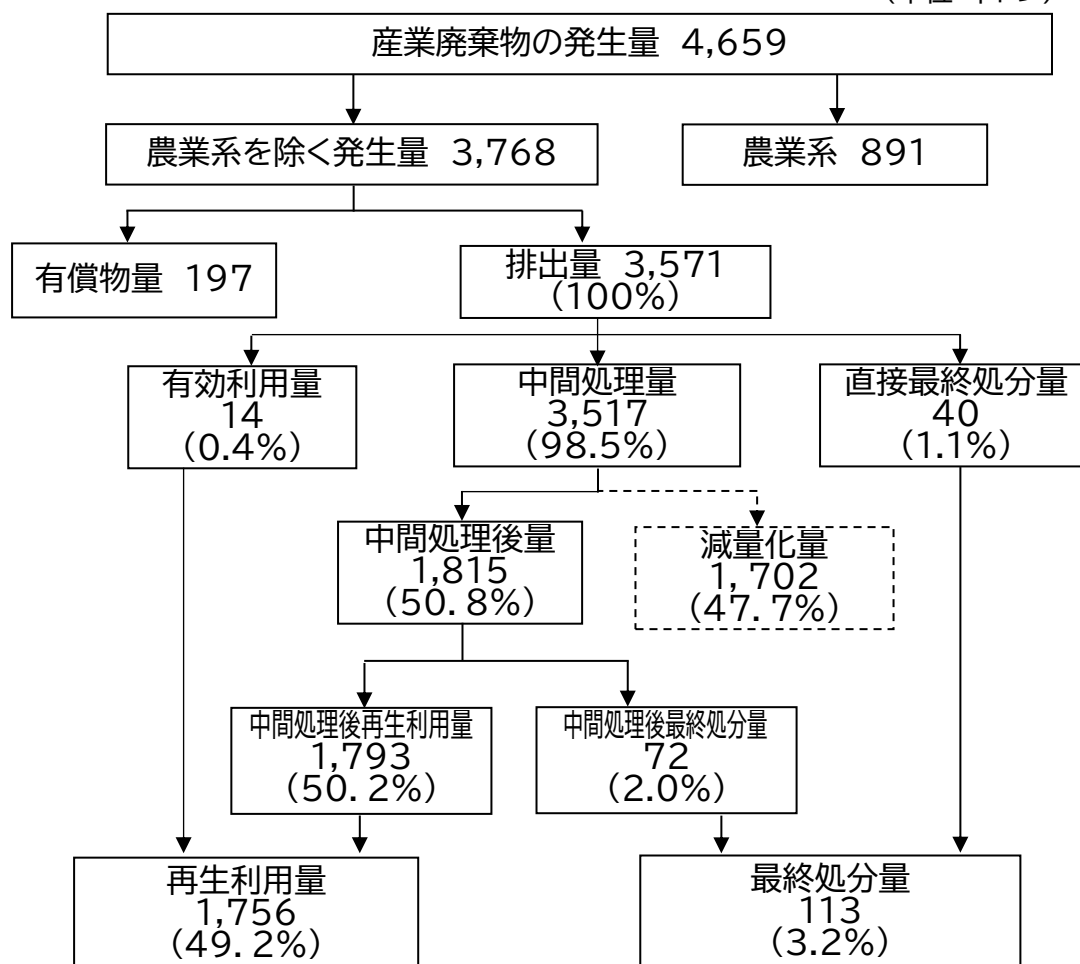 産業廃棄物の発生量 4,659
農業系を除く発生量 3,768
農業系 891
有償物量 197
排出量 3,571
（100%）
有効利用量
14
（0.4%）
中間処理量
3,517
（98.5%）
直接最終処分量
40
（1.1%）
中間処理後量
1,815
（50.8%）
減量化量
1,702
（47.7%）
中間処理後再生利用量
1,793
（50.2%）
中間処理後最終処分量
72
（2.0%）
再生利用量
1,756
（49.2%）
最終処分量
113
（3.2%）